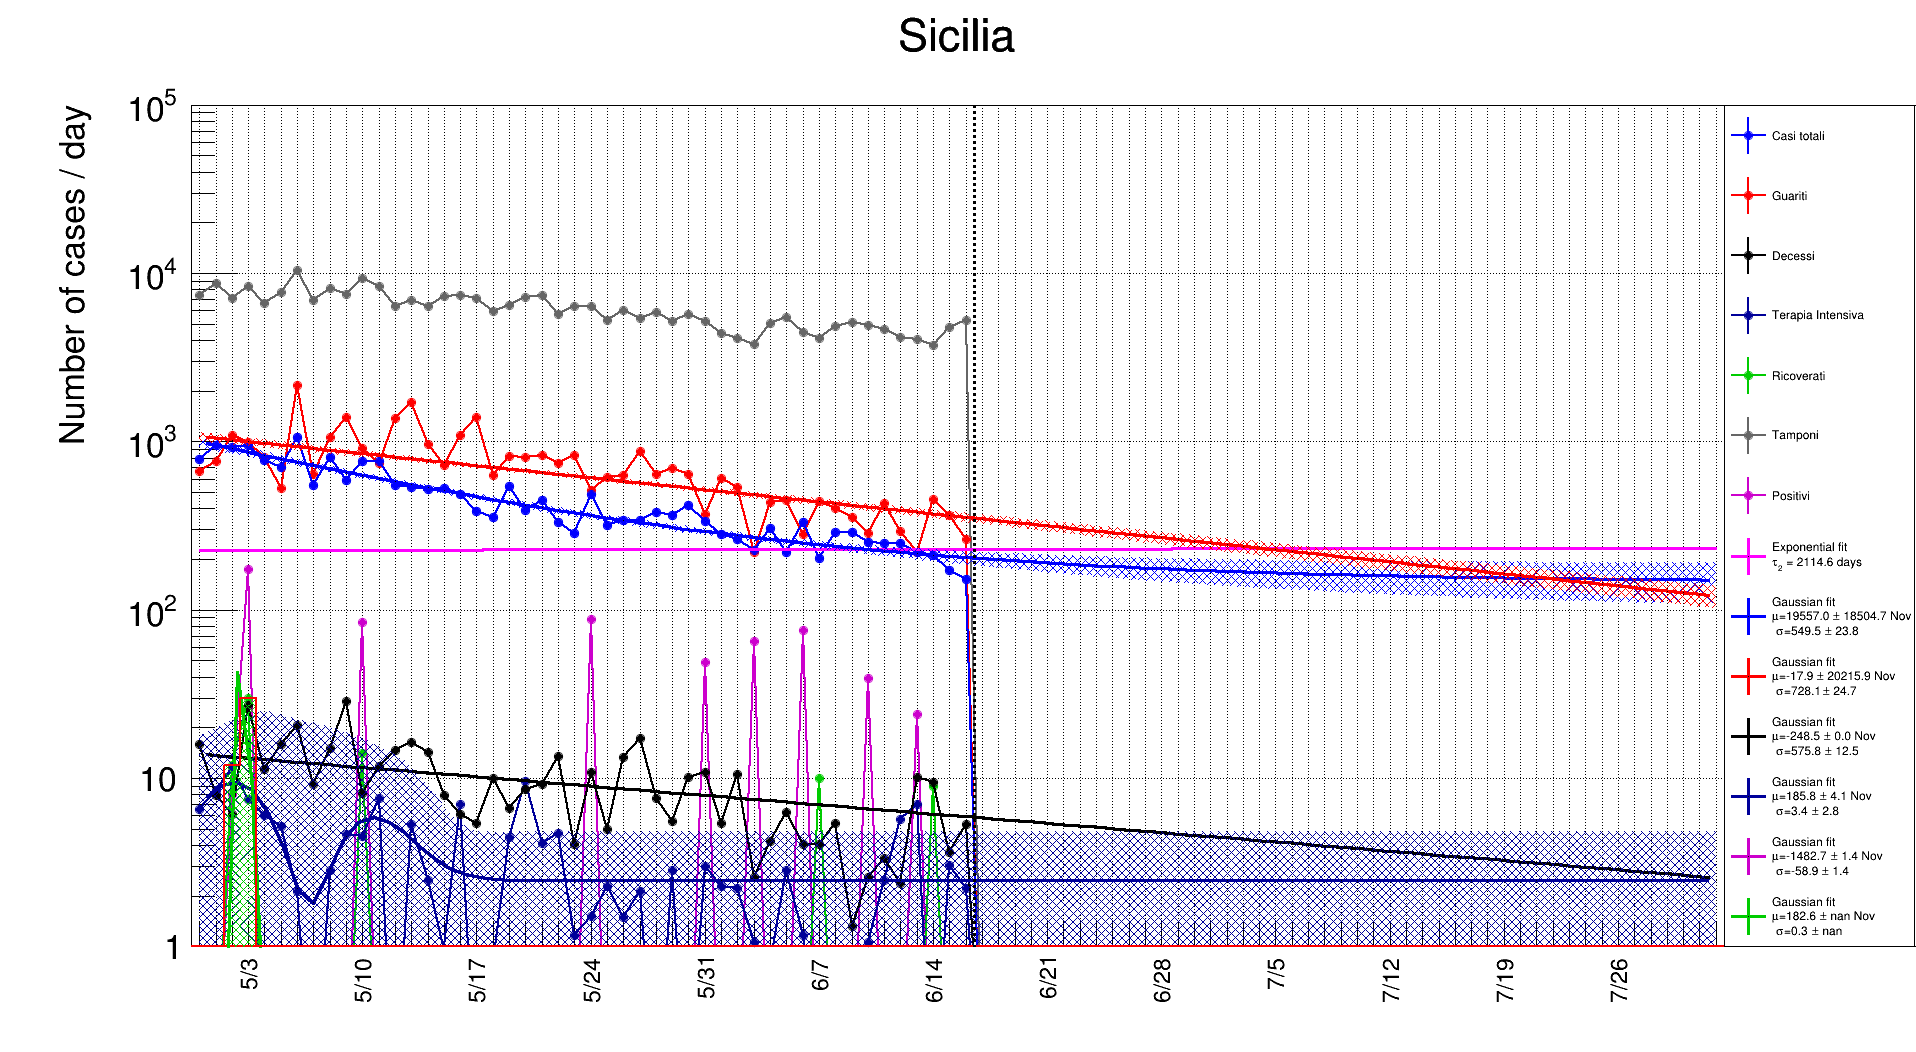 Sicilia
Number of cases / day
10^5
10^4
10^3
10^2
10
1
5/3
5/10
5/17
5/24
5/31
6/7
6/14
6/21
6/28
7/5
7/12
7/19
7/26
Casi totali
Guariti
Decessi
Terapia Intensiva
Ricoverati
Tamponi
Positivi
Exponential fit
τ₂ = 2114.6 days
Gaussian fit
μ=19557.0 ± 18504.7 Nov
σ=549.5 ± 23.8
Gaussian fit
μ=-17.9 ± 20215.9 Nov
σ=728.1 ± 24.7
Gaussian fit
μ=-248.5 ± 0.0 Nov
σ=575.8 ± 12.5
Gaussian fit
μ=185.8 ± 4.1 Nov
σ=3.4 ± 2.8
Gaussian fit
μ=-1482.7 ± 1.4 Nov
σ=-58.9 ± 1.4
Gaussian fit
μ=182.6 ± nan Nov
σ=0.3 ± nan